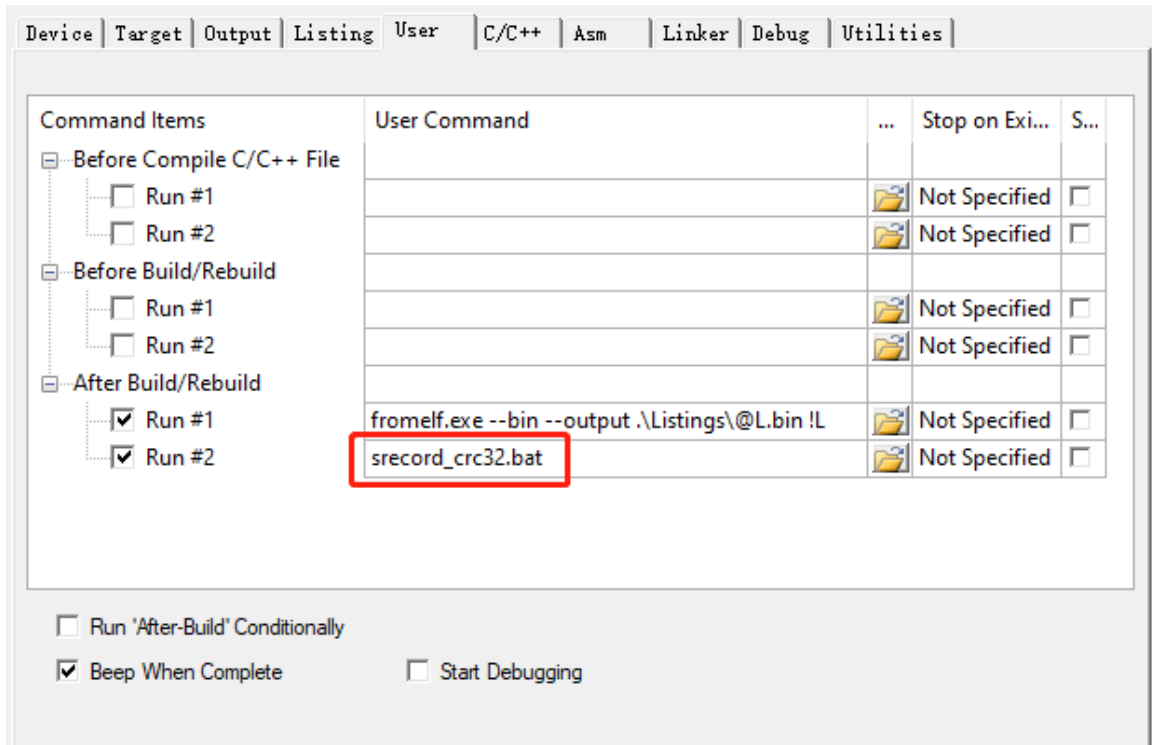 Device Target Output Listing User C/C++ Asm Linker Debug Utilities
Command Items User Command ... Stop on Exi... S...
Before Compile C/C++ File
Run #1 Not Specified
Run #2 Not Specified
Before Build/Rebuild
Run #1 Not Specified
Run #2 Not Specified
After Build/Rebuild
Run #1 fromelf.exe --bin --output .\Listings\@L.bin !L Not Specified
Run #2 srecord_crc32.bat Not Specified
Run 'After-Build' Conditionally
Beep When Complete Start Debugging